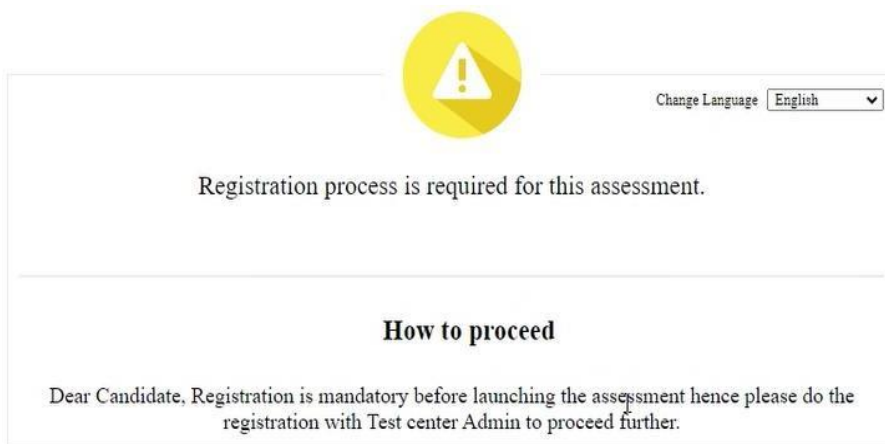 Change Language English
Registration process is required for this assessment.
How to proceed
Dear Candidate, Registration is mandatory before launching the assessment hence please do the
registration with Test center Admin to proceed further.